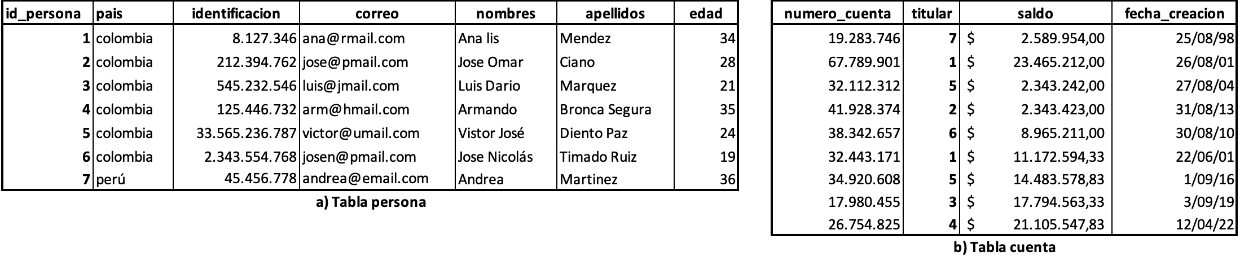 id_persona pais identificacion correo nombres apellidos edad
1 colombia 8.127.346 ana@rmail.com Ana lis Mendez 34
2 colombia 212.394.762 jose@pmail.com Jose Omar Ciano 28
3 colombia 545.232.546 luis@jmail.com Luis Dario Marquez 21
4 colombia 125.446.732 arm@hmail.com Armando Bronca Segura 35
5 colombia 33.565.236.787 victor@umail.com Vistor José Diento Paz 24
6 colombia 2.343.554.768 josen@pmail.com Jose Nicolás Timado Ruiz 19
7 perú 45.456.778 andrea@email.com Andrea Martinez 36
a) Tabla persona
numero_cuenta titular saldo fecha_creacion
19.283.746 7 $ 2.589.954,00 25/08/98
67.789.901 1 $ 23.465.212,00 26/08/01
32.112.312 5 $ 2.343.242,00 27/08/04
41.928.374 2 $ 2.343.423,00 31/08/13
38.342.657 6 $ 8.965.211,00 30/08/10
32.443.171 1 $ 11.172.594,33 22/06/01
34.920.608 5 $ 14.483.578,83 1/09/16
17.980.455 3 $ 17.794.563,33 3/09/19
26.754.825 4 $ 21.105.547,83 12/04/22
b) Tabla cuenta